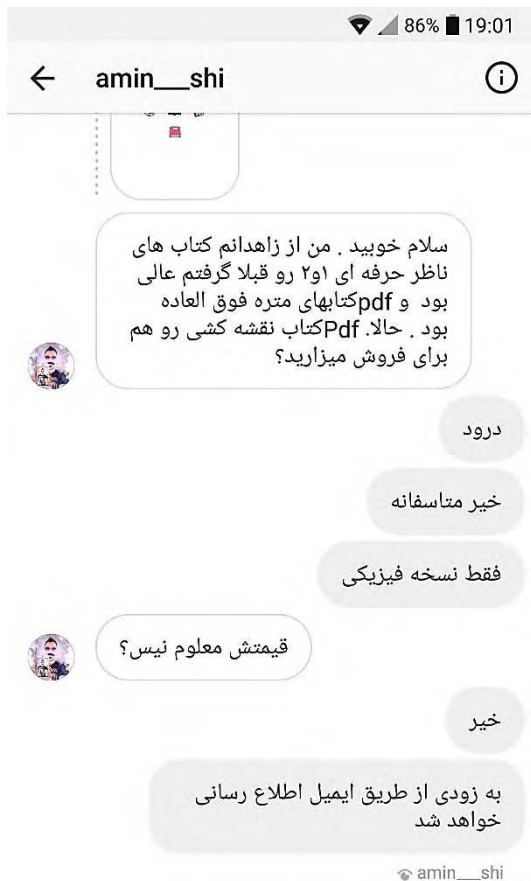 86% 19:01
amin___shi
سلام خوبید . من از زاهدانم کتاب های
ناظر حرفه ای ۱و۲ رو قبلا گرفتم عالی
بود و pdfکتابهای متره فوق العاده
بود . حالا. Pdfکتاب نقشه کشی رو هم
برای فروش میزارید؟
درود
خیر متاسفانه
فقط نسخه فیزیکی
قیمتش معلوم نیس؟
خیر
به زودی از طریق ایمیل اطلاع رسانی
خواهد شد
amin___shi